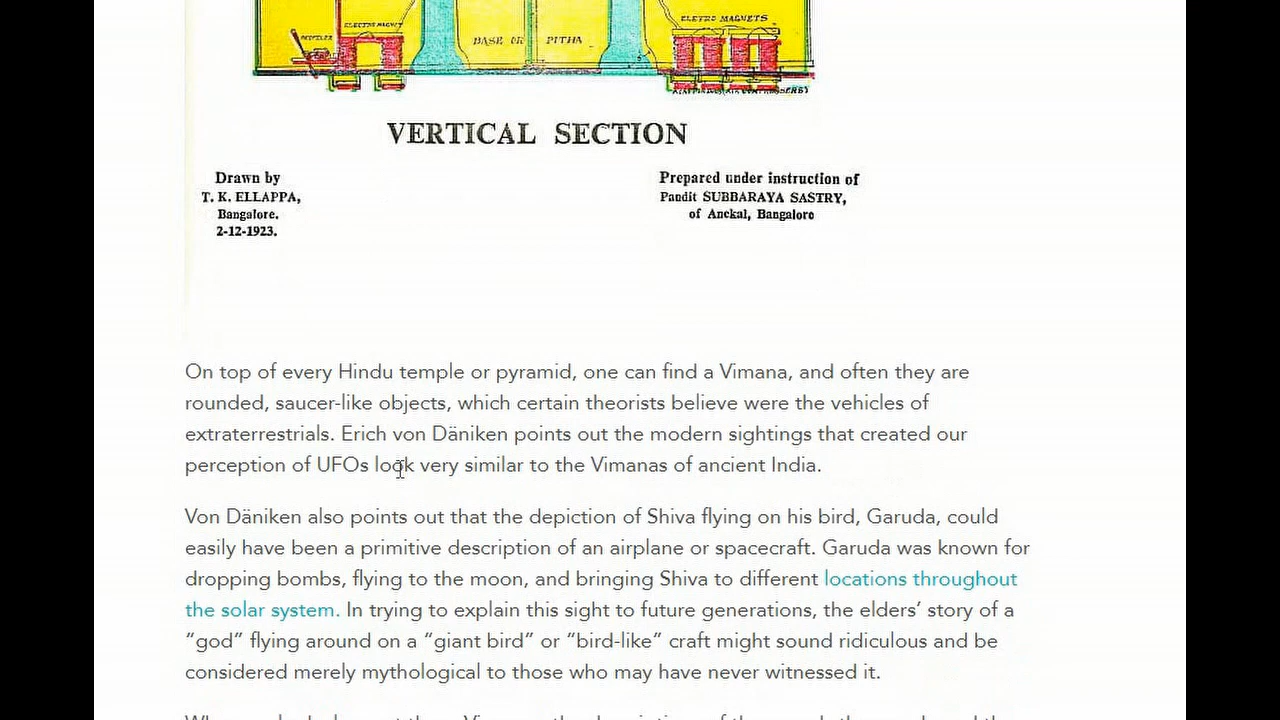 ELECTRO MAGNET
ELETRO MAGNETS
PROPELER
BASE OR PITHA
VERTICAL SECTION
Drawn by
Prepared under instruction of
T. K. ELLAPPA,
Pandit SUBBARAYA SASTRY,
Bangalore.
of Anekal, Bangalore
2-12-1923.
On top of every Hindu temple or pyramid, one can find a Vimana, and often they are
rounded, saucer-like objects, which certain theorists believe were the vehicles of
extraterrestrials. Erich von Däniken points out the modern sightings that created our
perception of UFOs look very similar to the Vimanas of ancient India.
Von Däniken also points out that the depiction of Shiva flying on his bird, Garuda, could
easily have been a primitive description of an airplane or spacecraft. Garuda was known for
dropping bombs, flying to the moon, and bringing Shiva to different locations throughout
the solar system. In trying to explain this sight to future generations, the elders’ story of a
“god” flying around on a “giant bird” or “bird-like” craft might sound ridiculous and be
considered merely mythological to those who may have never witnessed it.